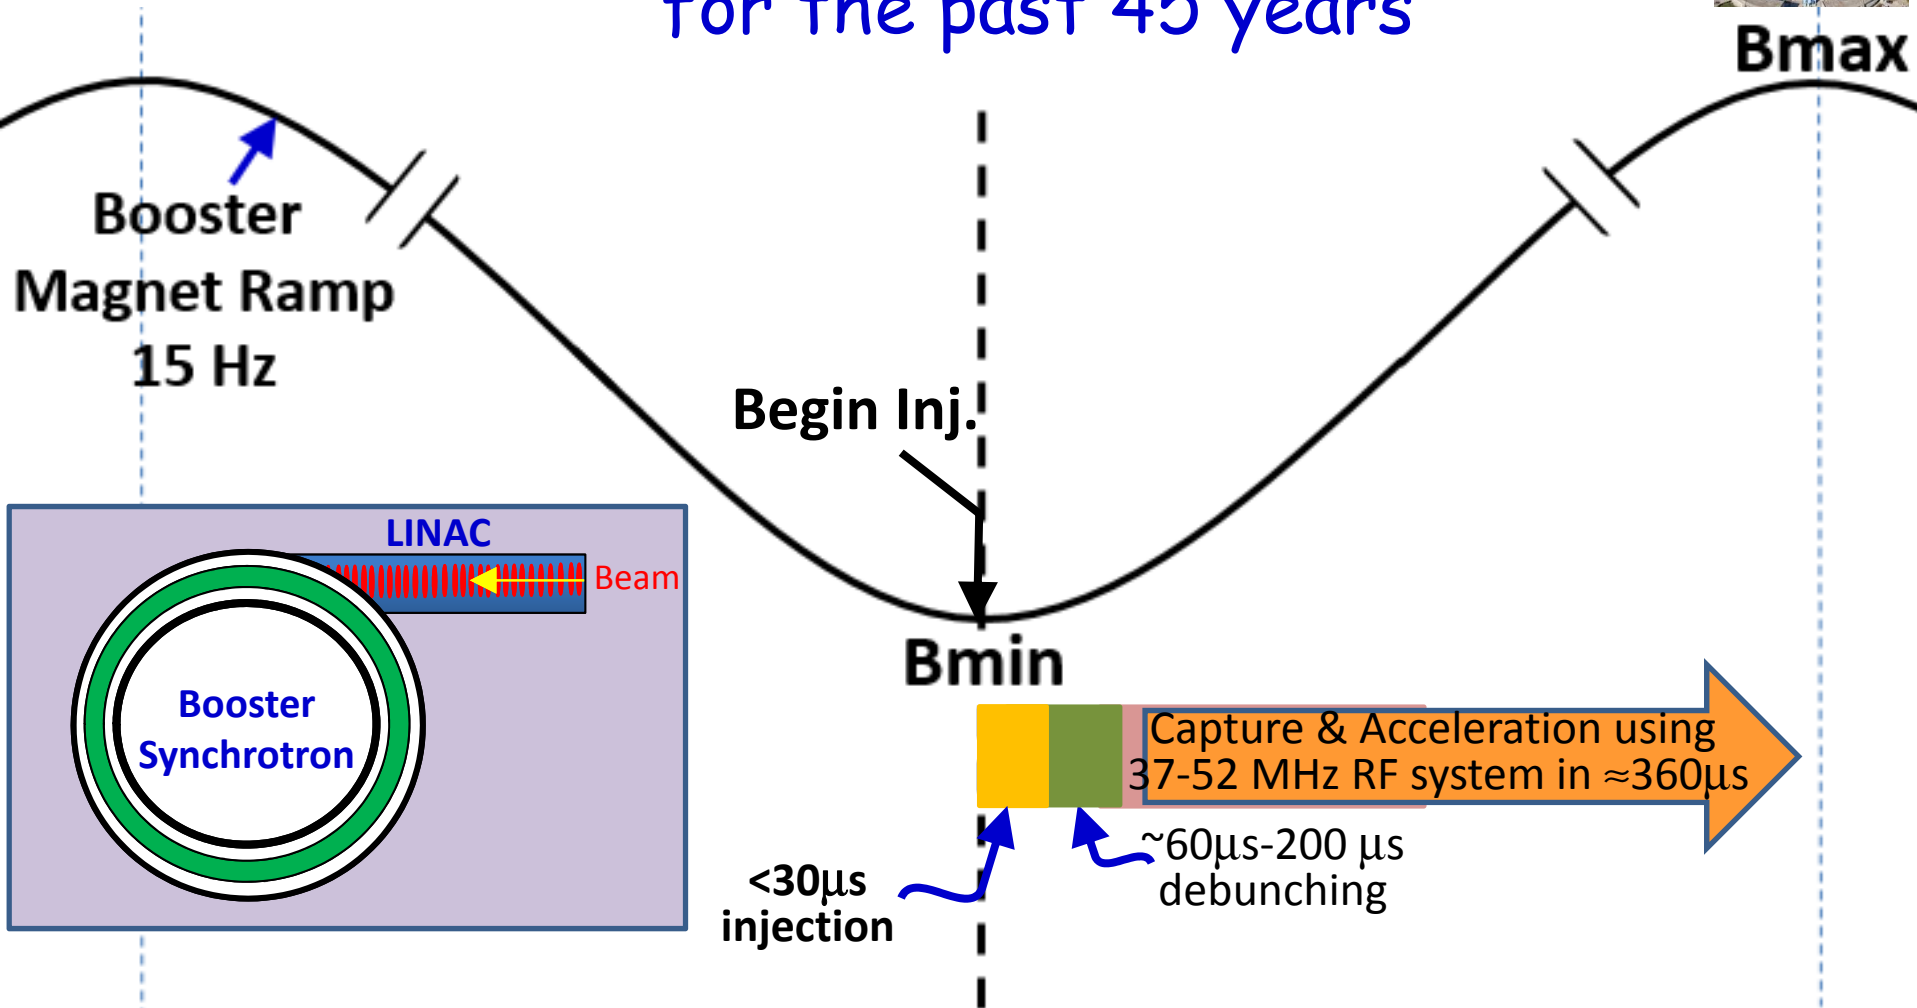 for the past 45 years
Bmax
Booster
Magnet Ramp
15 Hz
Begin Inj.
LINAC
Beam
Booster
Synchrotron
Bmin
Capture & Acceleration using
37-52 MHz RF system in ≈360μs
~60μs-200 μs
debunching
<30μs
injection